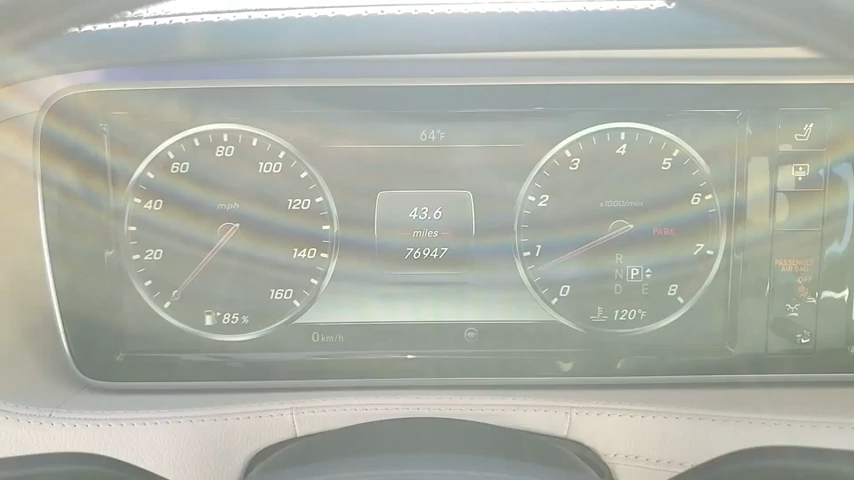 64°F
mph
20
40
60
80
100
120
140
160
85%
43.6
miles
76947
x1000/min
0
1
2
3
4
5
6
7
8
PARK
R
N P
D E
120°F
0 km/h
PASSENGER
AIR BAG
OFF